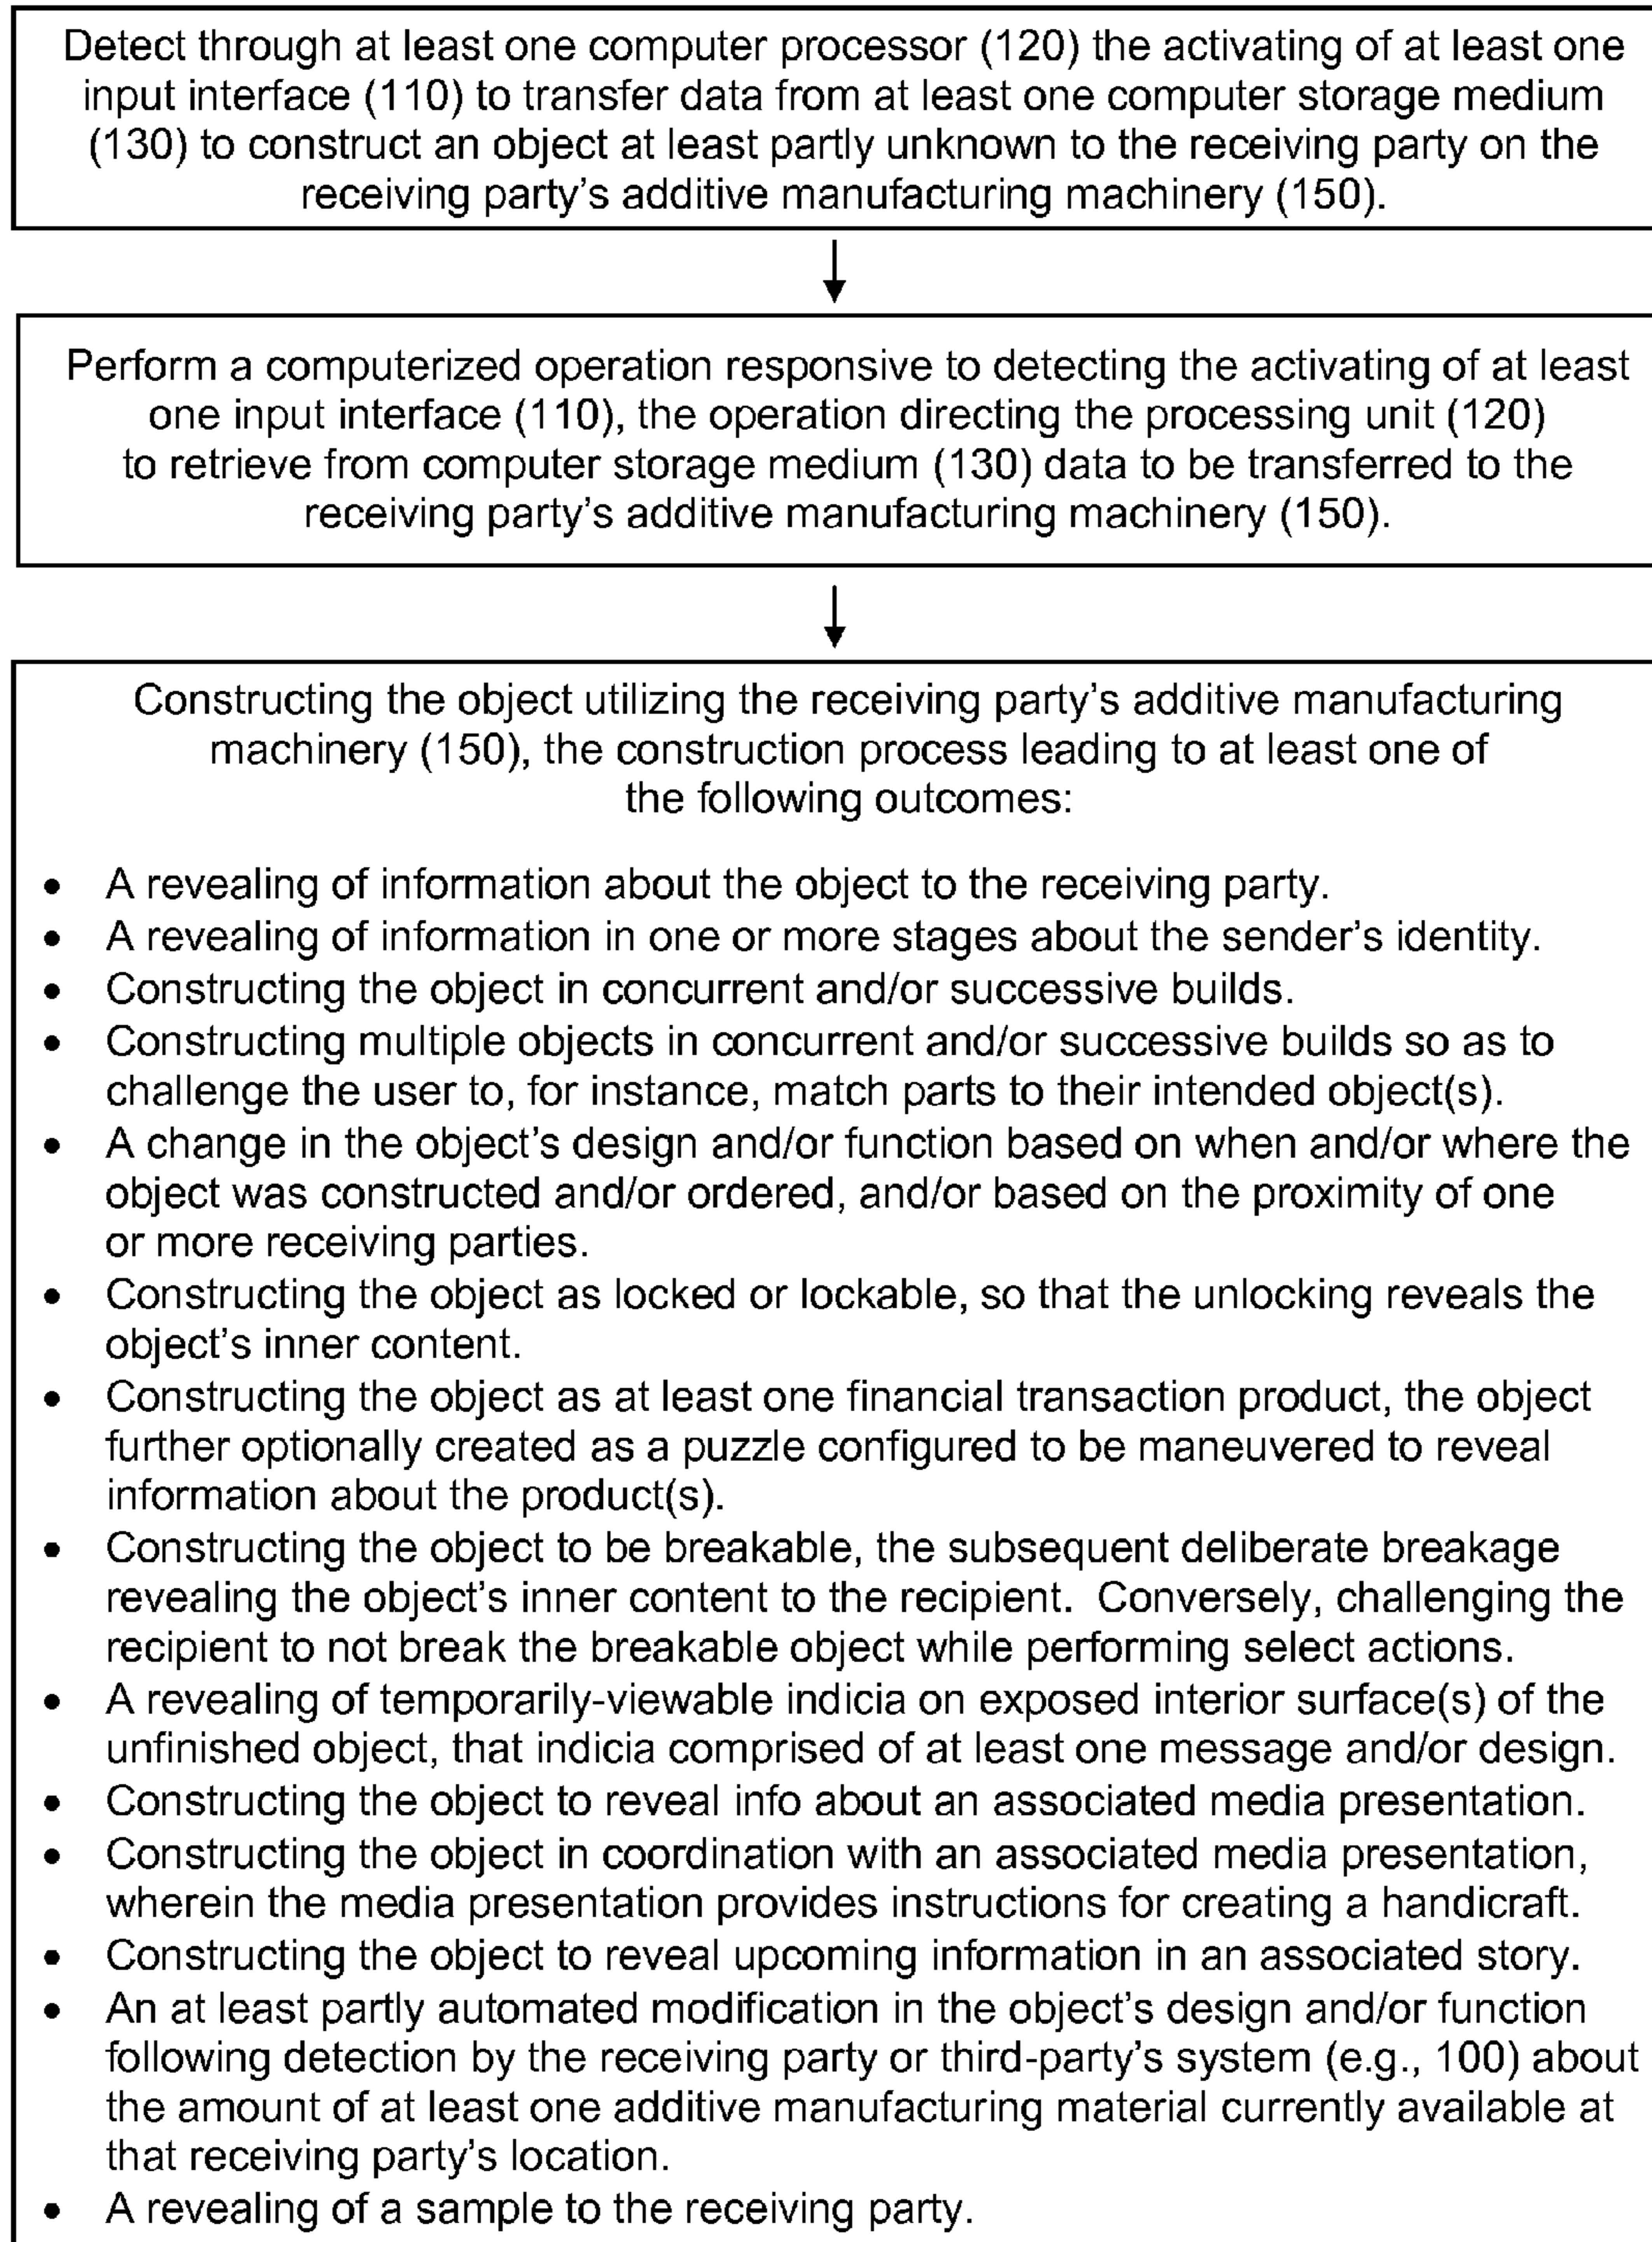 Detect through at least one computer processor (120) the activating of at least one
input interface (110) to transfer data from at least one computer storage medium
(130) to construct an object at least partly unknown to the receiving party on the
receiving party's additive manufacturing machinery (150).
Perform a computerized operation responsive to detecting the activating of at least
one input interface (110), the operation directing the processing unit (120)
to retrieve from computer storage medium (130) data to be transferred to the
receiving party's additive manufacturing machinery (150).
Constructing the object utilizing the receiving party's additive manufacturing
machinery (150), the construction process leading to at least one of
the following outcomes:
• A revealing of information about the object to the receiving party.
• A revealing of information in one or more stages about the sender's identity.
• Constructing the object in concurrent and/or successive builds.
• Constructing multiple objects in concurrent and/or successive builds so as to
challenge the user to, for instance, match parts to their intended object(s).
• A change in the object's design and/or function based on when and/or where the
object was constructed and/or ordered, and/or based on the proximity of one
or more receiving parties.
• Constructing the object as locked or lockable, so that the unlocking reveals the
object's inner content.
• Constructing the object as at least one financial transaction product, the object
further optionally created as a puzzle configured to be maneuvered to reveal
information about the product(s).
• Constructing the object to be breakable, the subsequent deliberate breakage
revealing the object's inner content to the recipient.  Conversely, challenging the
recipient to not break the breakable object while performing select actions.
• A revealing of temporarily-viewable indicia on exposed interior surface(s) of the
unfinished object, that indicia comprised of at least one message and/or design.
• Constructing the object to reveal info about an associated media presentation.
• Constructing the object in coordination with an associated media presentation,
wherein the media presentation provides instructions for creating a handicraft.
• Constructing the object to reveal upcoming information in an associated story.
• An at least partly automated modification in the object's design and/or function
following detection by the receiving party or third-party's system (e.g., 100) about
the amount of at least one additive manufacturing material currently available at
that receiving party's location.
• A revealing of a sample to the receiving party.